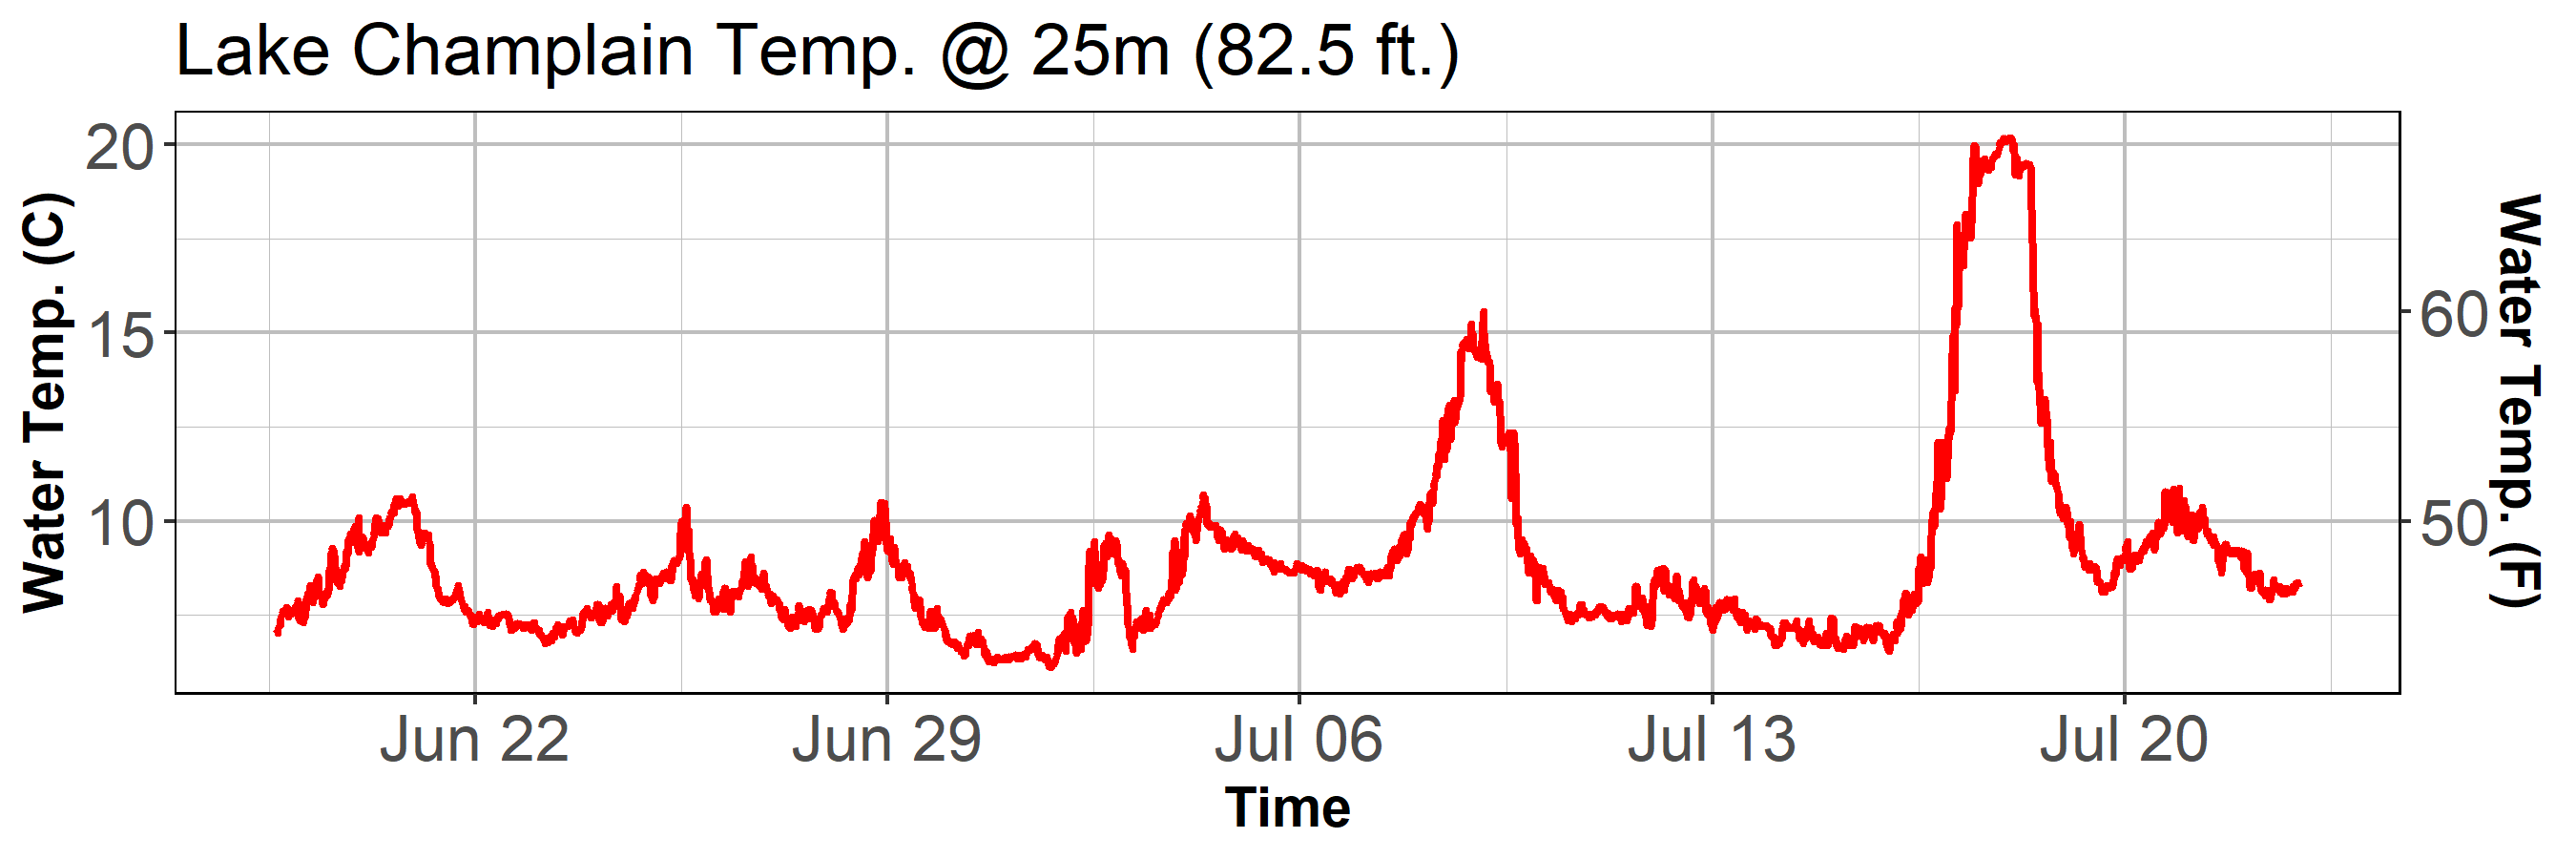 Lake Champlain Temp. @ 25m (82.5 ft.)
Water Temp. (C)
20
15
10
60
50
Water Temp. (F)
Jun 22
Jun 29
Jul 06
Jul 13
Jul 20
Time